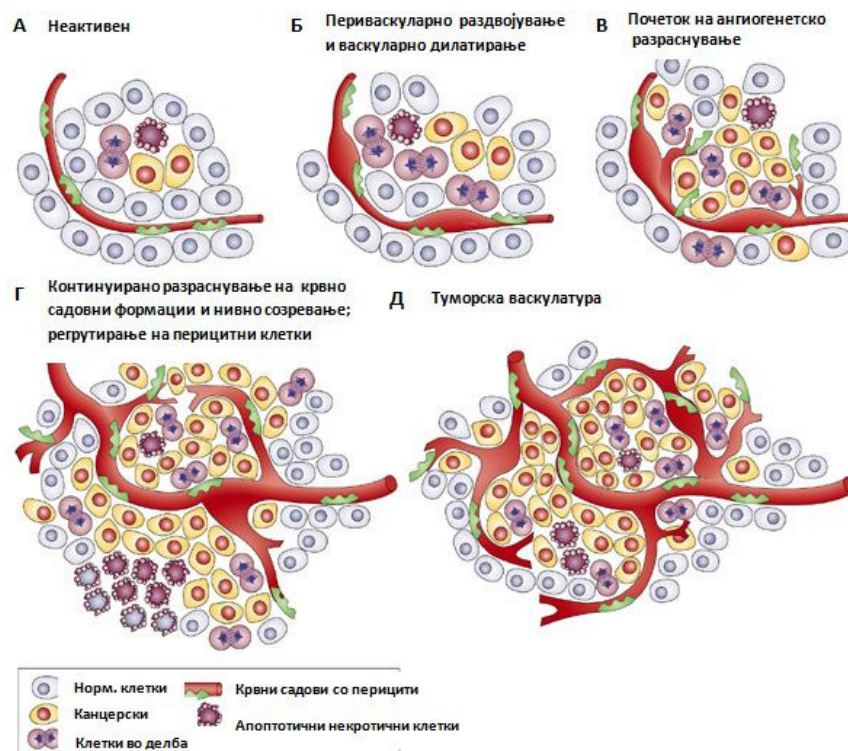 А Неактивен
Б Периваскуларно раздвојување
и васкуларно дилатирање
В Почеток на ангиогенетско
разраснување
Г Континуирано разраснување на крвно
садовни формации и нивно созревање;
регрутирање на перицитни клетки
Д Туморска васкулатура
Норм. клетки
Канцерски
Клетки во делба
Крвни садови со перицити
Апоптотични некротични клетки